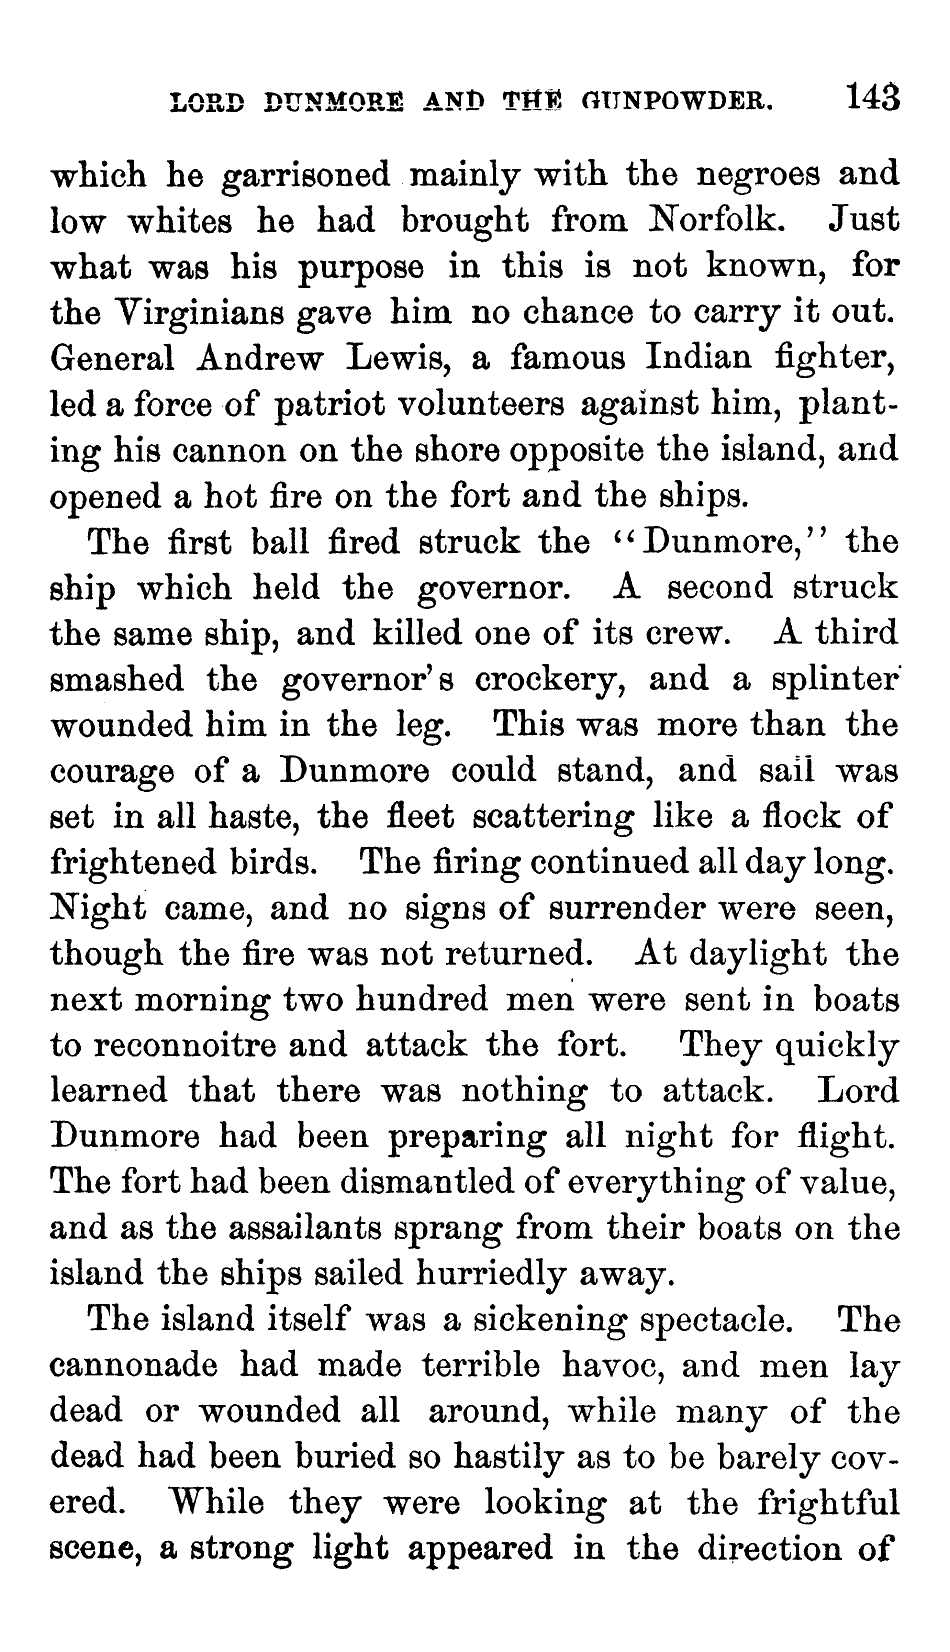 LORD DUNMORE AND THE GUNPOWDER. 143
which he garrisoned mainly with the negroes and
low whites he had brought from Norfolk. Just
what was his purpose in this is not known, for
the Virginians gave him no chance to carry it out.
General Andrew Lewis, a famous Indian fighter,
led a force of patriot volunteers against him, plant-
ing his cannon on the shore opposite the island, and
opened a hot fire on the fort and the ships.
The first ball fired struck the "Dunmore," the
ship which held the governor. A second struck
the same ship, and killed one of its crew. A third
smashed the governor's crockery, and a splinter
wounded him in the leg. This was more than the
courage of a Dunmore could stand, and sail was
set in all haste, the fleet scattering like a flock of
frightened birds. The firing continued all day long.
Night came, and no signs of surrender were seen,
though the fire was not returned. At daylight the
next morning two hundred men were sent in boats
to reconnoitre and attack the fort. They quickly
learned that there was nothing to attack. Lord
Dunmore had been preparing all night for flight.
The fort had been dismantled of everything of value,
and as the assailants sprang from their boats on the
island the ships sailed hurriedly away.
The island itself was a sickening spectacle. The
cannonade had made terrible havoc, and men lay
dead or wounded all around, while many of the
dead had been buried so hastily as to be barely cov-
ered. While they were looking at the frightful
scene, a strong light appeared in the direction of